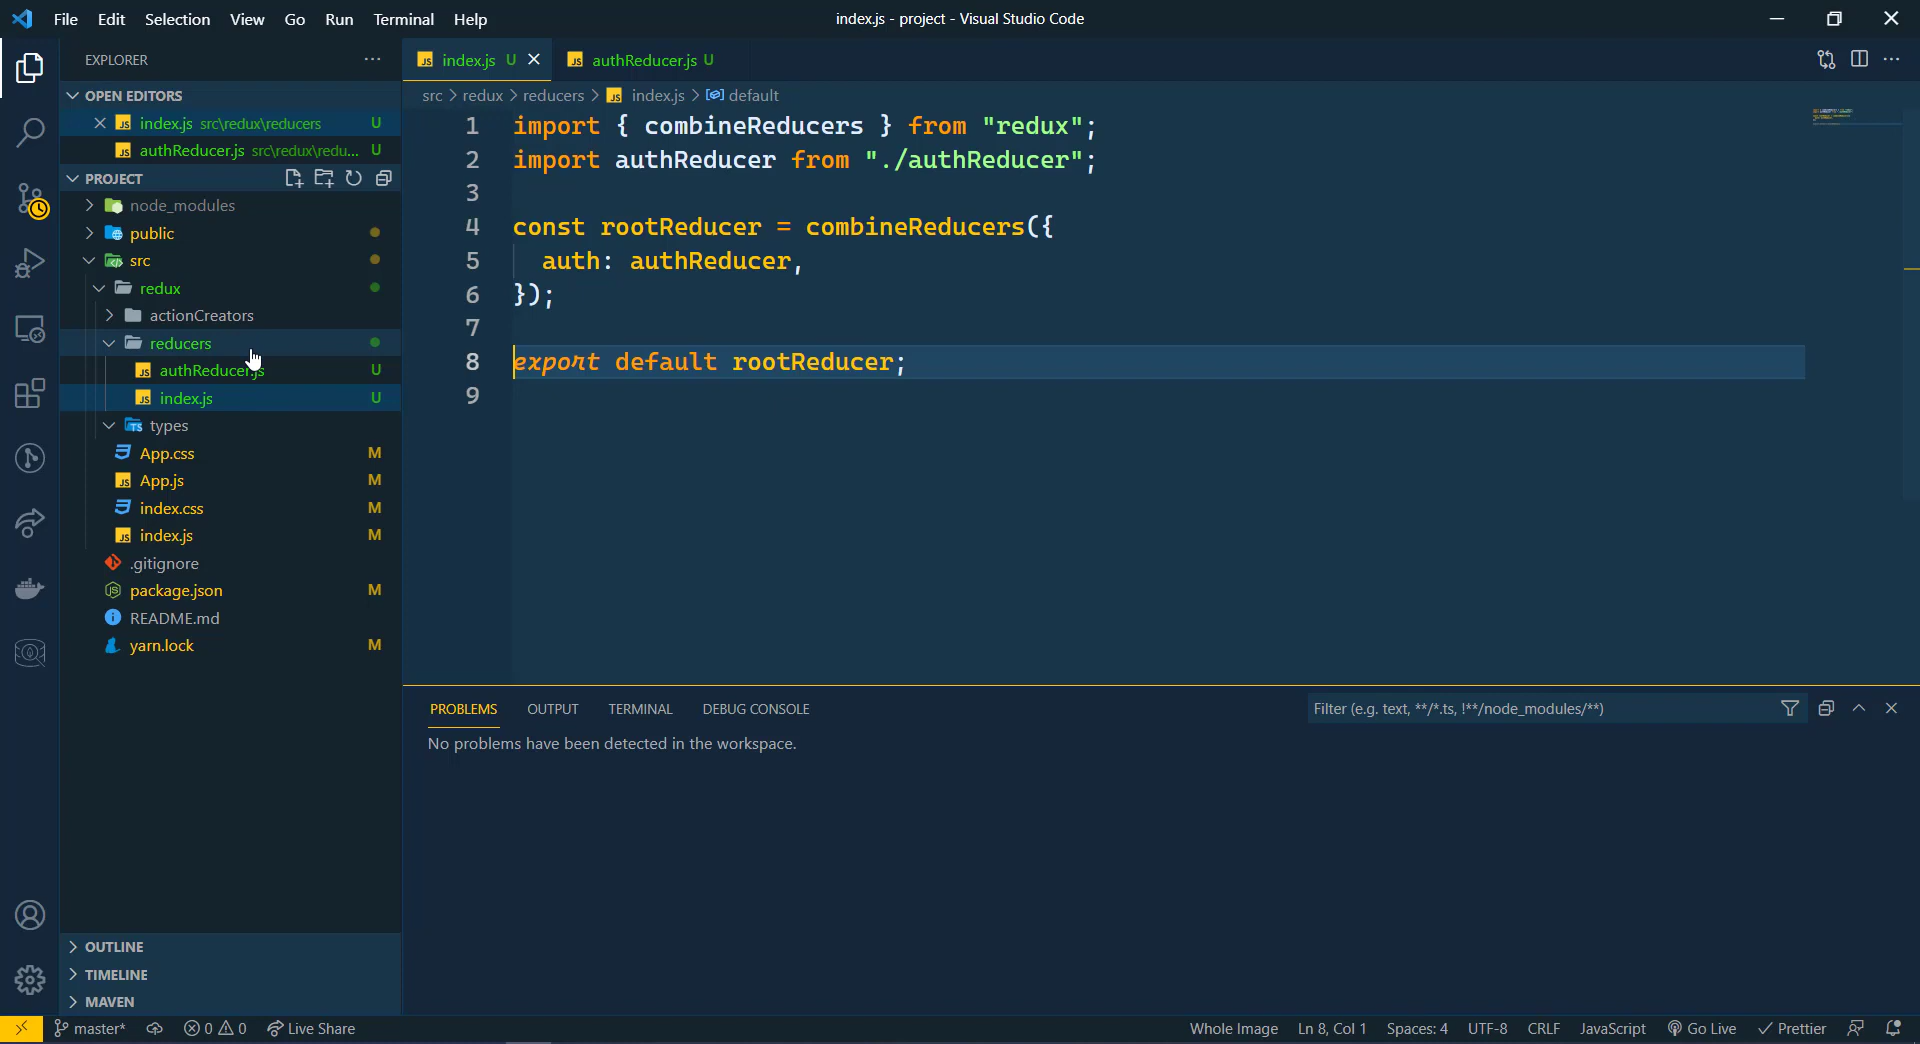 File Edit Selection View Go Run Terminal Help
index.js - project - Visual Studio Code
EXPLORER
OPEN EDITORS
index.js src\redux\reducers U
authReducer.js src\redux\redu... U
PROJECT
node_modules
public
src
redux
actionCreators
reducers
authReducer.js U
index.js U
types
App.css M
App.js M
index.css M
index.js M
.gitignore
package.json M
README.md
yarn.lock M
OUTLINE
TIMELINE
MAVEN
index.js U
authReducer.js U
src > redux > reducers > index.js > default
1 import { combineReducers } from "redux";
2 import authReducer from "./authReducer";
3
4 const rootReducer = combineReducers({
5 auth: authReducer,
6 });
7
8 export default rootReducer;
9
PROBLEMS OUTPUT TERMINAL DEBUG CONSOLE
Filter (e.g. text, **/*.ts, !**/node_modules/**)
No problems have been detected in the workspace.
master* 0 0 Live Share
Whole Image Ln 8, Col 1 Spaces: 4 UTF-8 CRLF JavaScript Go Live Prettier